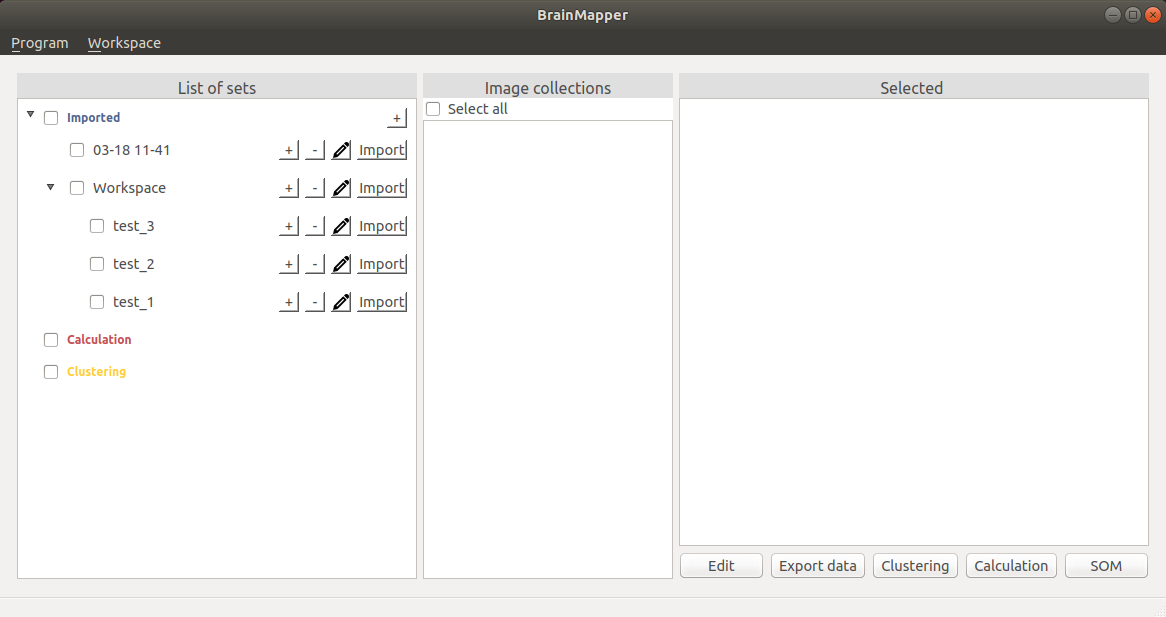 BrainMapper
Program Workspace
List of sets
Imported +
03-18 11-41 + - Import
Workspace + - Import
test_3 + - Import
test_2 + - Import
test_1 + - Import
Calculation
Clustering
Image collections
Select all
Selected
Edit Export data Clustering Calculation SOM